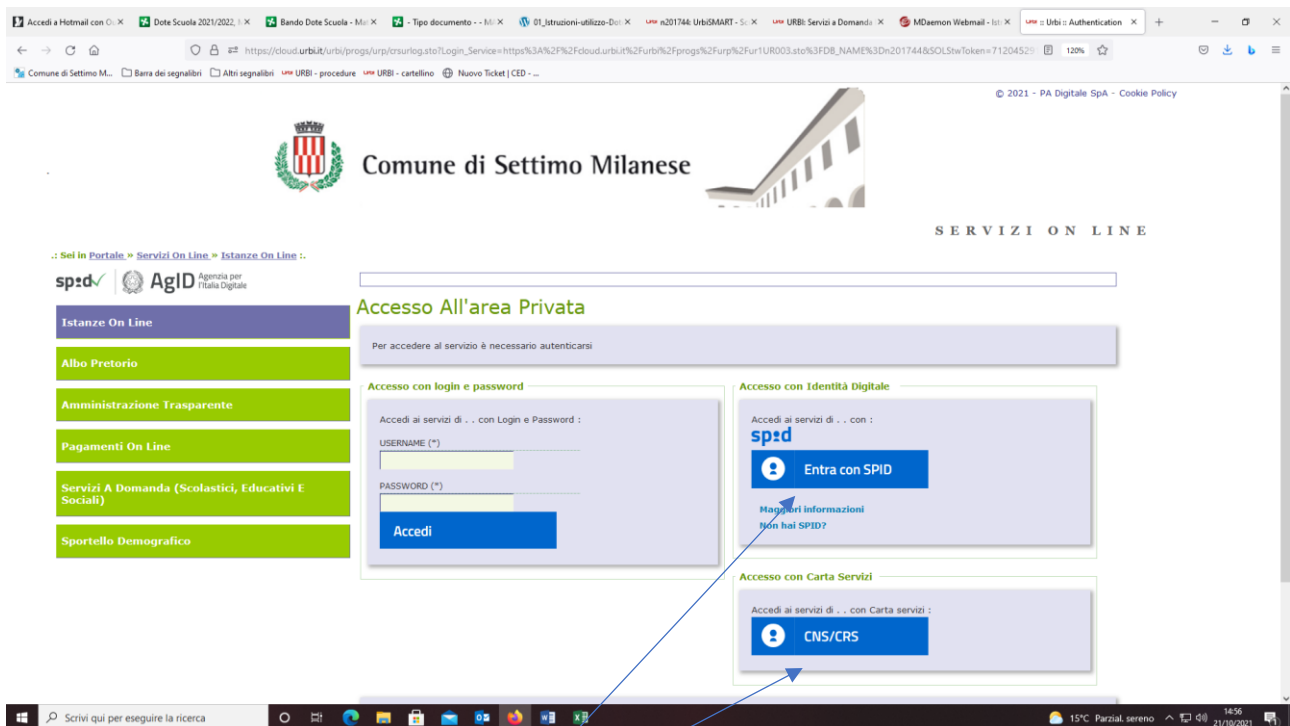 Accedi a Hotmail con O
Dote Scuola 2021/2022, I
Bando Dote Scuola - Mo
- Tipo documento - - M
01_Istruzioni-utilizzo-Dot
n201744: UrbiSMART - So
URBI: Servizi a Domanda
MDaemon Webmail - Ist
:: Urbi :: Authentication
https://cloud.urbi.it/urbi/progs/urp/crsurlog.sto?Login_Service=https%3A%2F%2Fcloud.urbi.it%2Furbi%2Fprogs%2Furp%2Fur1UR003.sto%3FDB_NAME%3Dn201744&SOLStwToken=71204529
120%
Comune di Settimo M...
Barra dei segnalibri
Altri segnalibri
URBI - procedure
URBI - cartellino
Nuovo Ticket | CED - ...
© 2021 - PA Digitale SpA - Cookie Policy
Comune di Settimo Milanese
SERVIZI ON LINE
.: Sei in Portale » Servizi On Line » Istanze On Line :.
spid
AgID Agenzia per
l'Italia Digitale
Accesso All'area Privata
Istanze On Line
Per accedere al servizio è necessario autenticarsi
Albo Pretorio
Amministrazione Trasparente
Pagamenti On Line
Servizi A Domanda (Scolastici, Educativi E
Sociali)
Sportello Demografico
Accesso con login e password
Accedi ai servizi di . . con Login e Password :
USERNAME (*)
PASSWORD (*)
Accedi
Accesso con Identità Digitale
Accedi ai servizi di . . con :
spid
Entra con SPID
Maggiori informazioni
Non hai SPID?
Accesso con Carta Servizi
Accedi ai servizi di . . con Carta servizi :
CNS/CRS
Scrivi qui per eseguire la ricerca
15°C Parzial. sereno
14:56
21/10/2021